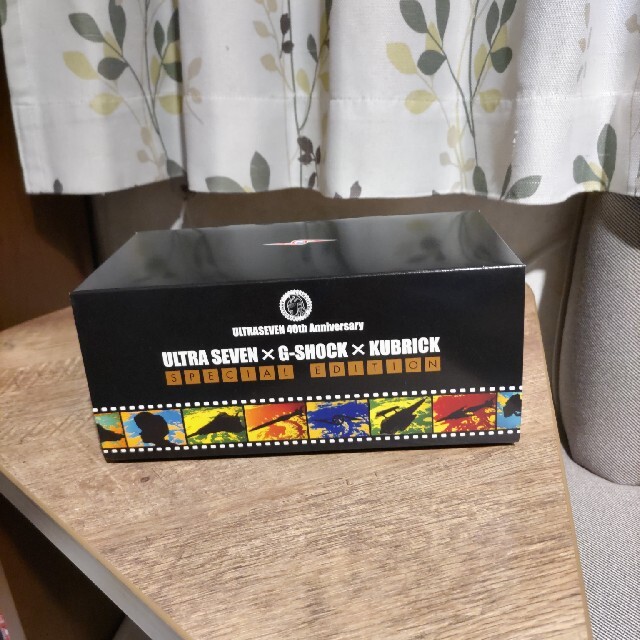 ULTRASEVEN 40th Anniversary
ULTRA SEVEN × G-SHOCK × KUBRICK
SPECIAL EDITION